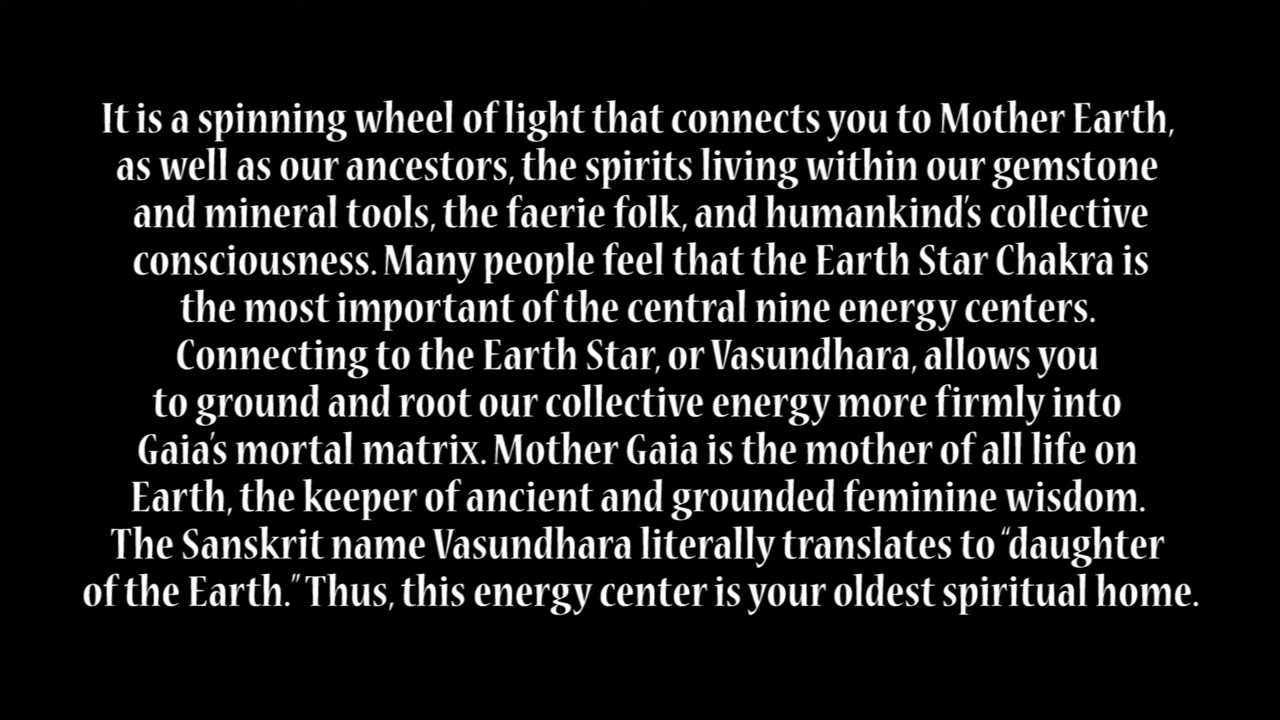 It is a spinning wheel of light that connects you to Mother Earth,
as well as our ancestors, the spirits living within our gemstone
and mineral tools, the faerie folk, and humankind's collective
consciousness. Many people feel that the Earth Star Chakra is
the most important of the central nine energy centers.
Connecting to the Earth Star, or Vasundhara, allows you
to ground and root our collective energy more firmly into
Gaia's mortal matrix. Mother Gaia is the mother of all life on
Earth, the keeper of ancient and grounded feminine wisdom.
The Sanskrit name Vasundhara literally translates to “daughter
of the Earth.” Thus, this energy center is your oldest spiritual home.